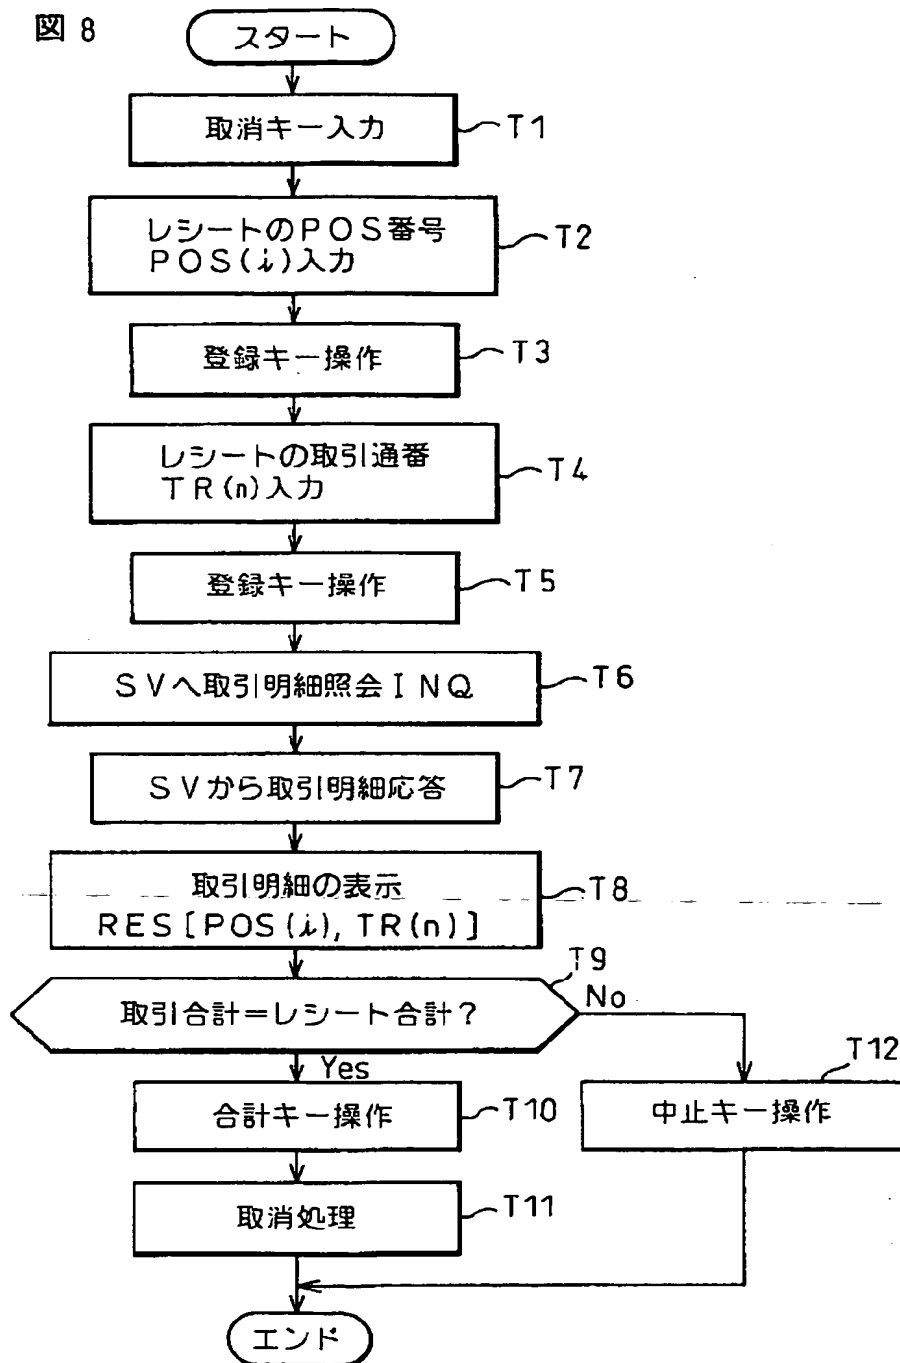 図 8
スタート
取消キー入力
T1
レシートのPOS番号
POS(i)入力
T2
登録キー操作
T3
レシートの取引通番
TR(n)入力
T4
登録キー操作
T5
SVへ取引明細照会INQ
T6
SVから取引明細応答
T7
取引明細の表示
RES[POS(i), TR(n)]
T8
T9
取引合計=レシート合計?
No
Yes
T12
合計キー操作
T10
中止キー操作
取消処理
T11
エンド